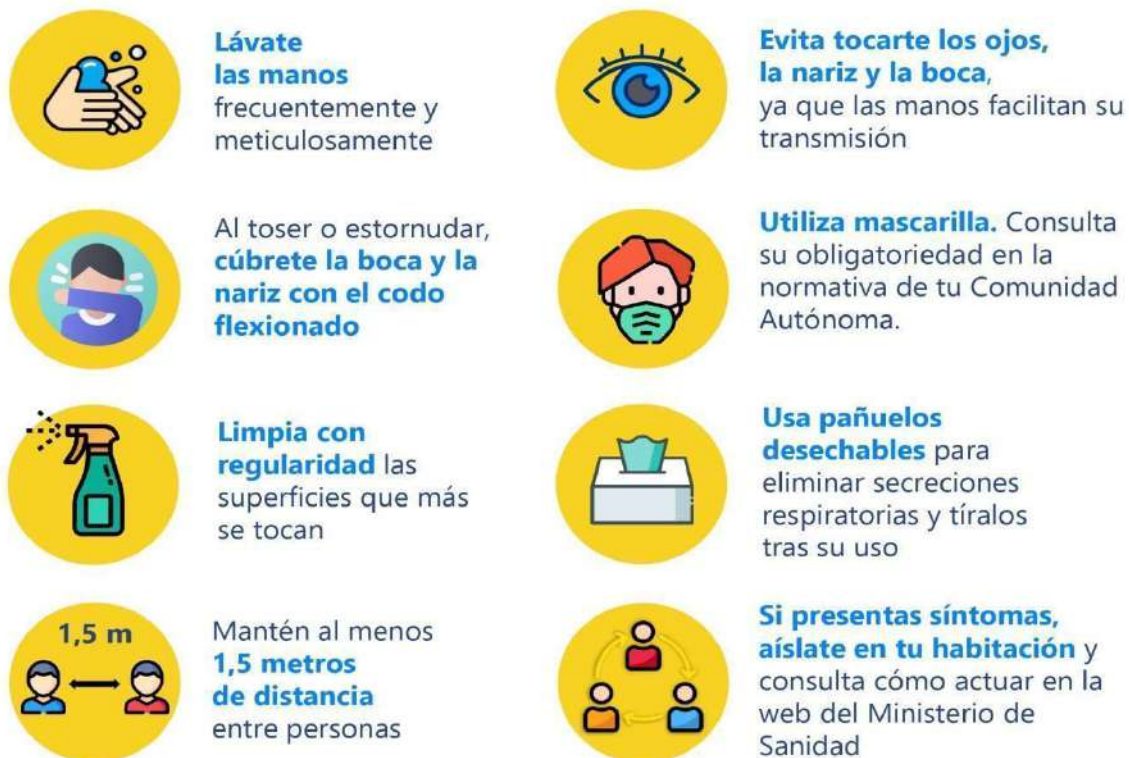 Lávate
las manos
frecuentemente y
meticulosamente
Evita tocarte los ojos,
la nariz y la boca,
ya que las manos facilitan su
transmisión
Al toser o estornudar,
cúbrete la boca y la
nariz con el codo
flexionado
Utiliza mascarilla. Consulta
su obligatoriedad en la
normativa de tu Comunidad
Autónoma.
Limpia con
regularidad las
superficies que más
se tocan
Usa pañuelos
desechables para
eliminar secreciones
respiratorias y tíralos
tras su uso
1,5 m
Mantén al menos
1,5 metros
de distancia
entre personas
Si presentas síntomas,
aíslate en tu habitación y
consulta cómo actuar en la
web del Ministerio de
Sanidad